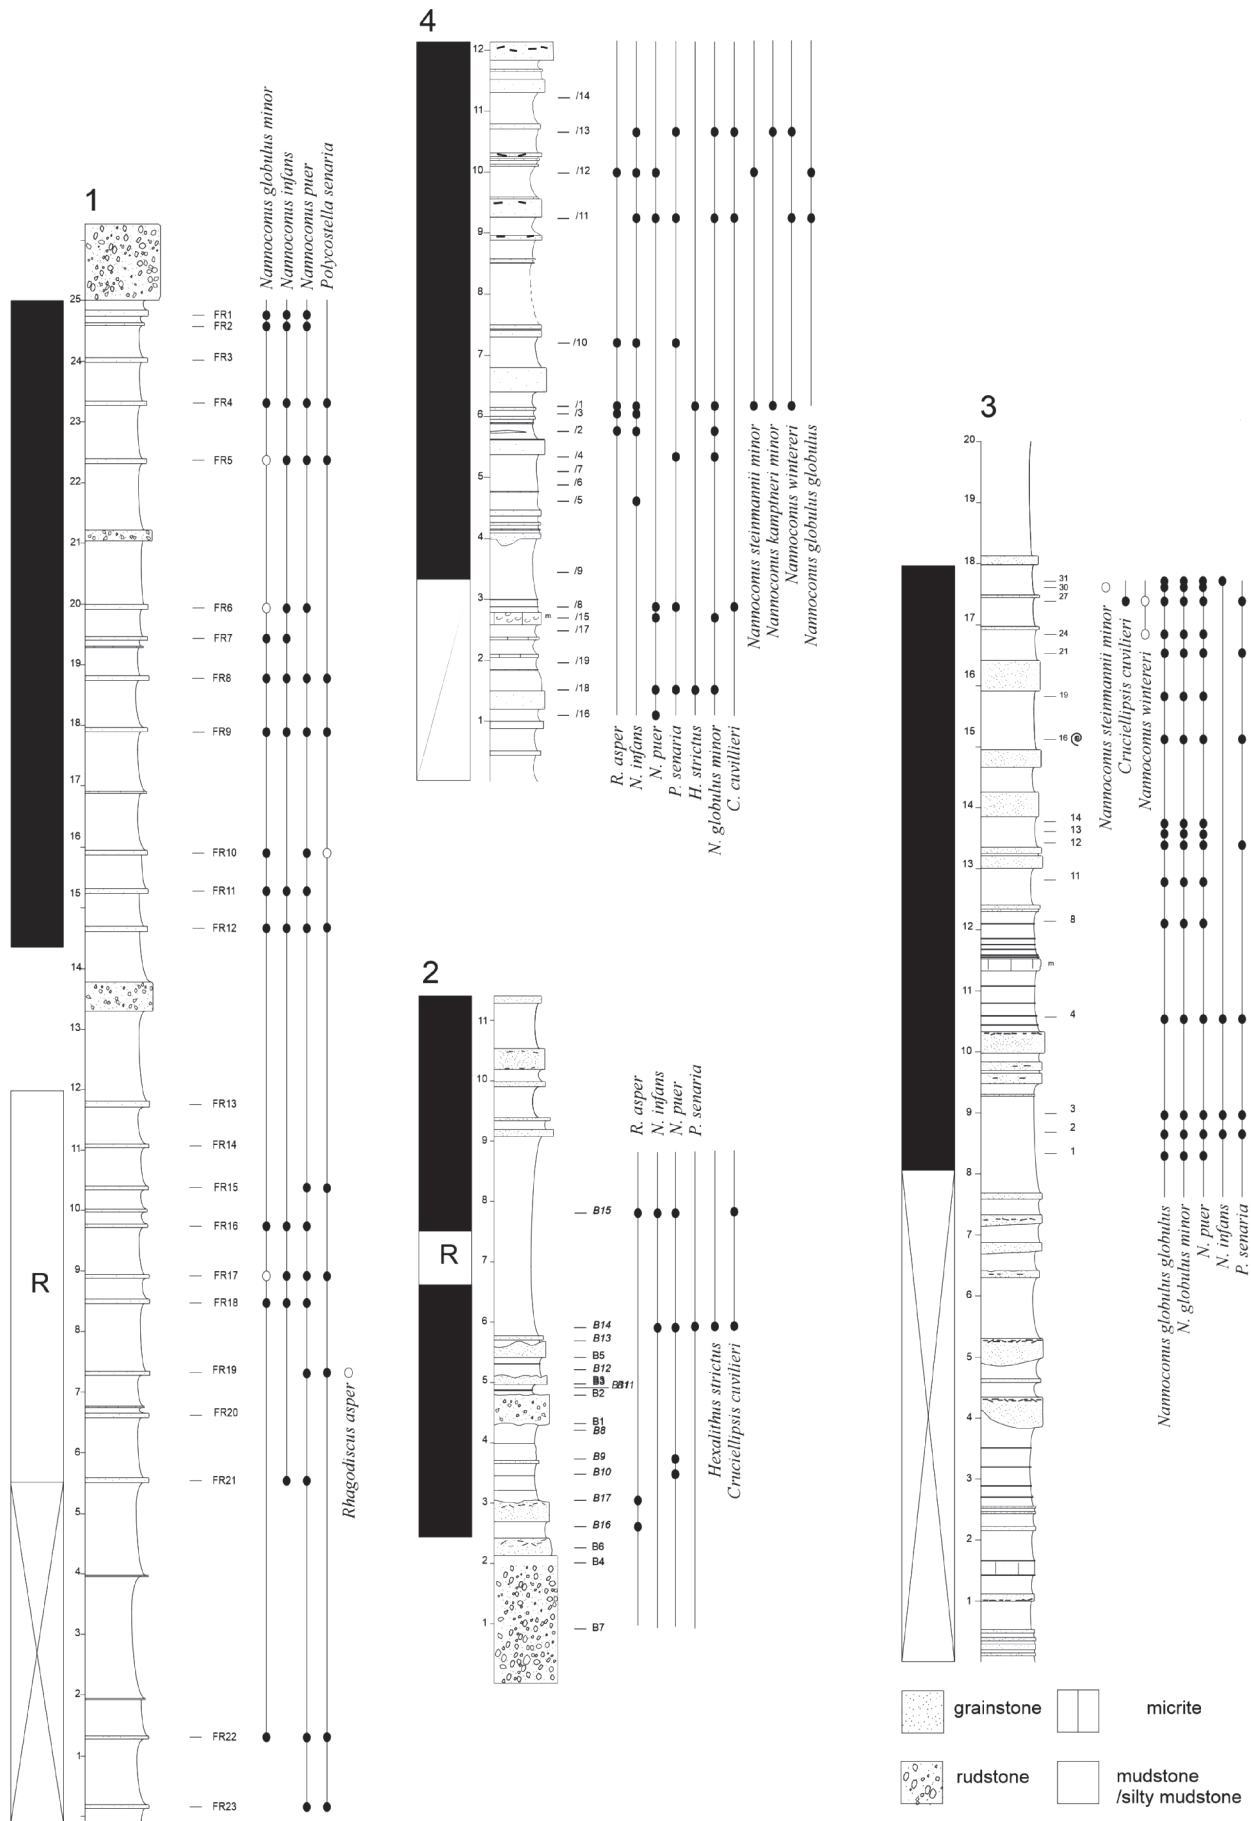 1
Nannoconus globulus minor
Nannoconus infans
Nannoconus puer
Polycostella senaria
25
24
23
22
21
20
19
18
17
16
15
14
13
12
11
10
9
8
7
6
5
4
3
2
1
FR1
FR2
FR3
FR4
FR5
FR6
FR7
FR8
FR9
FR10
FR11
FR12
FR13
FR14
FR15
FR16
FR17
FR18
FR19
FR20
FR21
FR22
FR23
R
Rhagodiscus asper
4
12
11
10
9
8
7
6
5
4
3
2
1
/14
/13
/12
/11
/10
/1
/3
/2
/4
/7
/6
/5
/9
/8
m
/15
/17
/19
/18
/16
R. asper
N. infans
N. puer
P. senaria
H. strictus
N. globulus minor
C. cuvillieri
Nannoconus steinmannii minor
Nannoconus kamptneri minor
Nannoconus wintereri
Nannoconus globulus globulus
2
11
10
9
8
7
6
5
4
3
2
1
R
R. asper
N. infans
N. puer
P. senaria
B15
B14
B13
B5
B12
B2
B1
B8
B9
B10
B17
B16
B6
B4
B7
Hexalithus strictus
Cruciellipsis cuvilieri
3
20
19
18
17
16
15
14
13
12
11
10
9
8
7
6
5
4
3
2
1
31
30
27
24
21
19
16
14
13
12
11
8
m
4
3
2
1
Nannoconus steinmannii minor
Cruciellipsis cuvilieri
Nannoconus wintereri
Nannoconus globulus globulus
N. globulus minor
N. puer
N. infans
P. senaria
grainstone
micrite
rudstone
mudstone
/silty mudstone